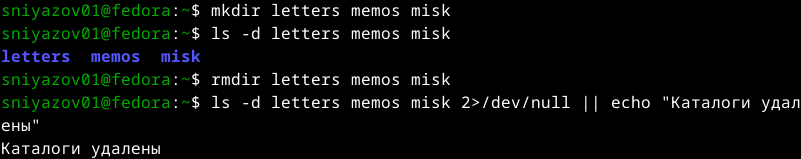 sniyazov01@fedora:~$ mkdir letters memos misk
sniyazov01@fedora:~$ ls -d letters memos misk
letters  memos  misk
sniyazov01@fedora:~$ rmdir letters memos misk
sniyazov01@fedora:~$ ls -d letters memos misk 2>/dev/null || echo "Каталоги удал
ены"
Каталоги удалены